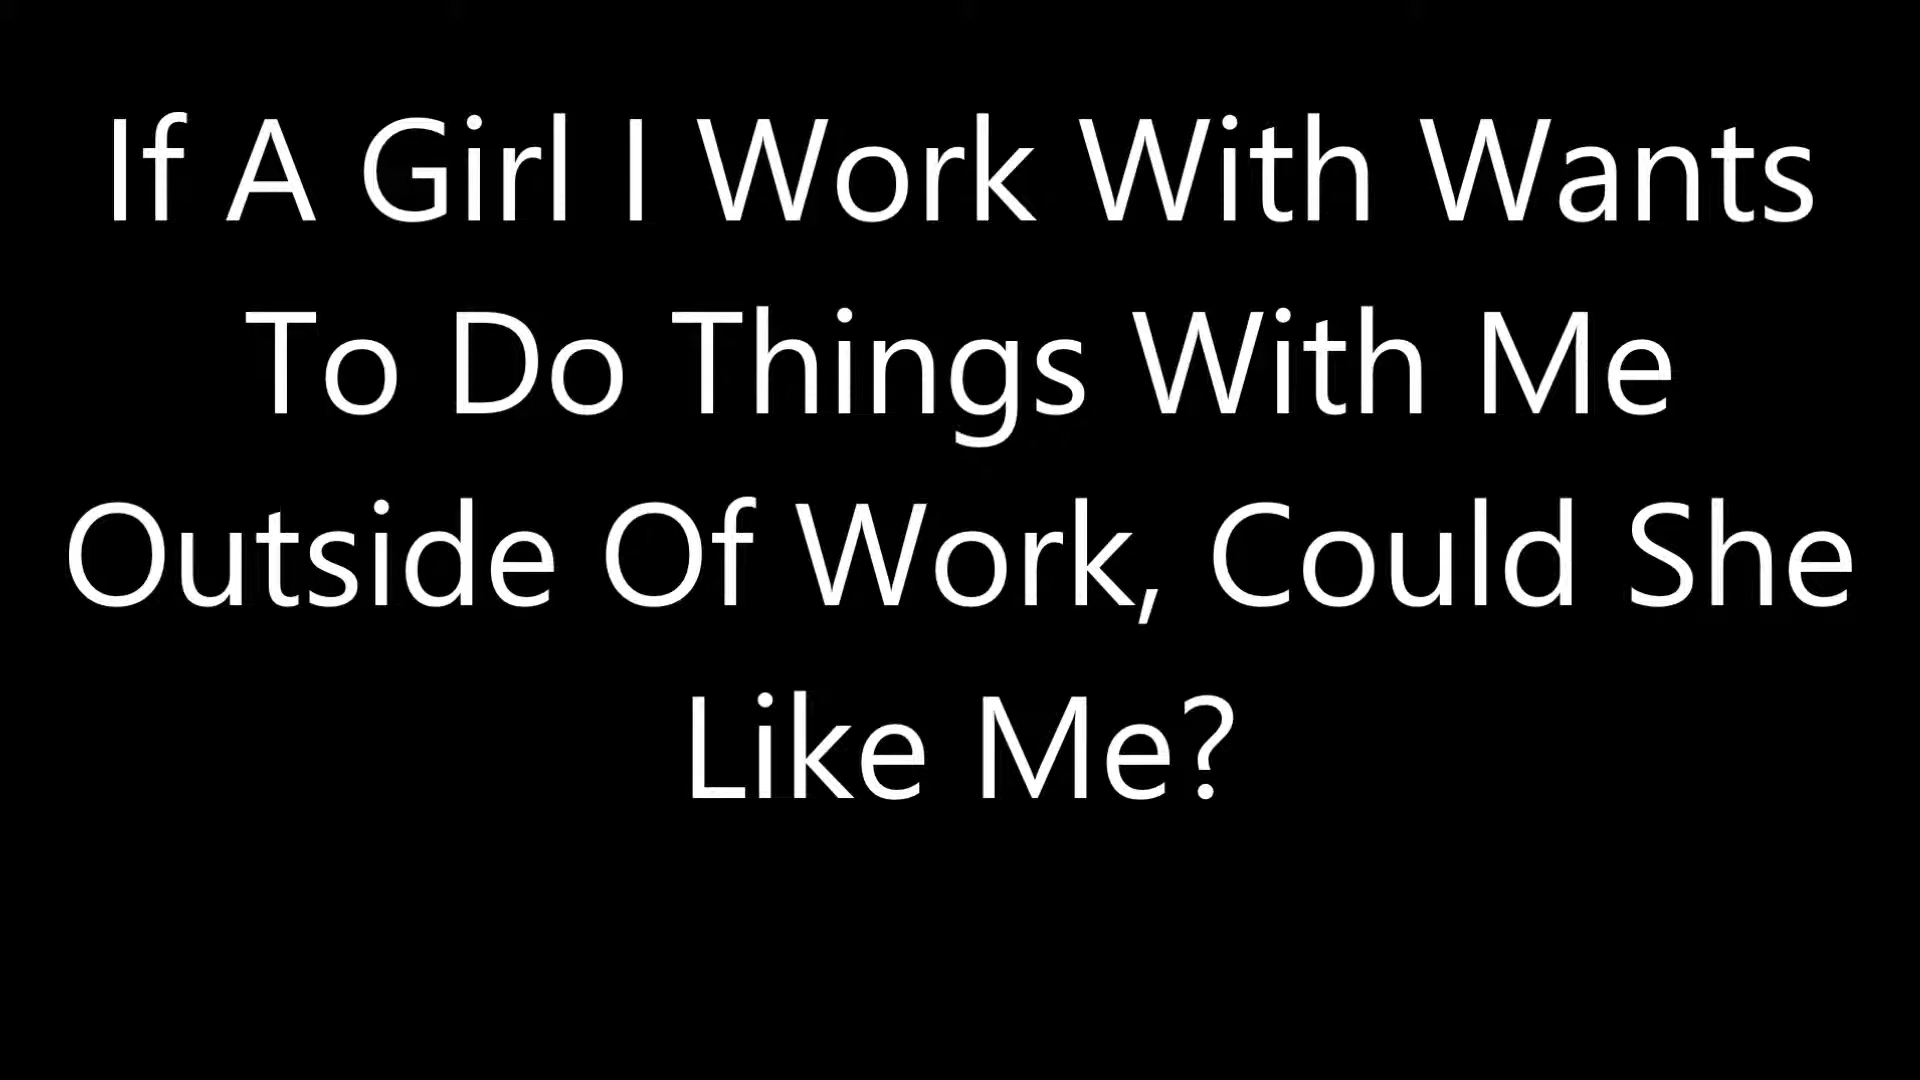 If A Girl I Work With Wants
To Do Things With Me
Outside Of Work, Could She
Like Me?